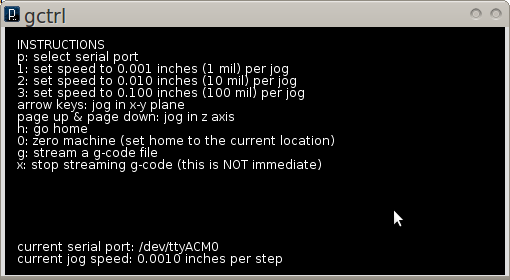 gctrl
INSTRUCTIONS
p: select serial port
1: set speed to 0.001 inches (1 mil) per jog
2: set speed to 0.010 inches (10 mil) per jog
3: set speed to 0.100 inches (100 mil) per jog
arrow keys: jog in x-y plane
page up & page down: jog in z axis
h: go home
0: zero machine (set home to the current location)
g: stream a g-code file
x: stop streaming g-code (this is NOT immediate)
current serial port: /dev/ttyACM0
current jog speed: 0.0010 inches per step